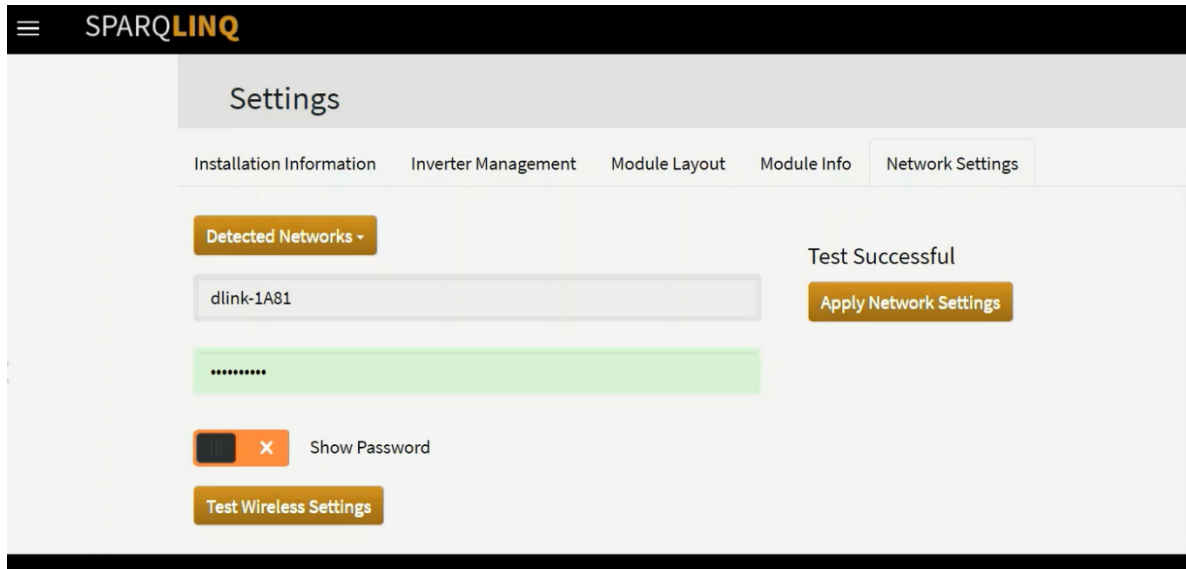 SPARQLINQ
Settings
Installation Information Inverter Management Module Layout Module Info Network Settings
Detected Networks
dlink-1A81
••••••••••
Show Password
Test Wireless Settings
Test Successful
Apply Network Settings